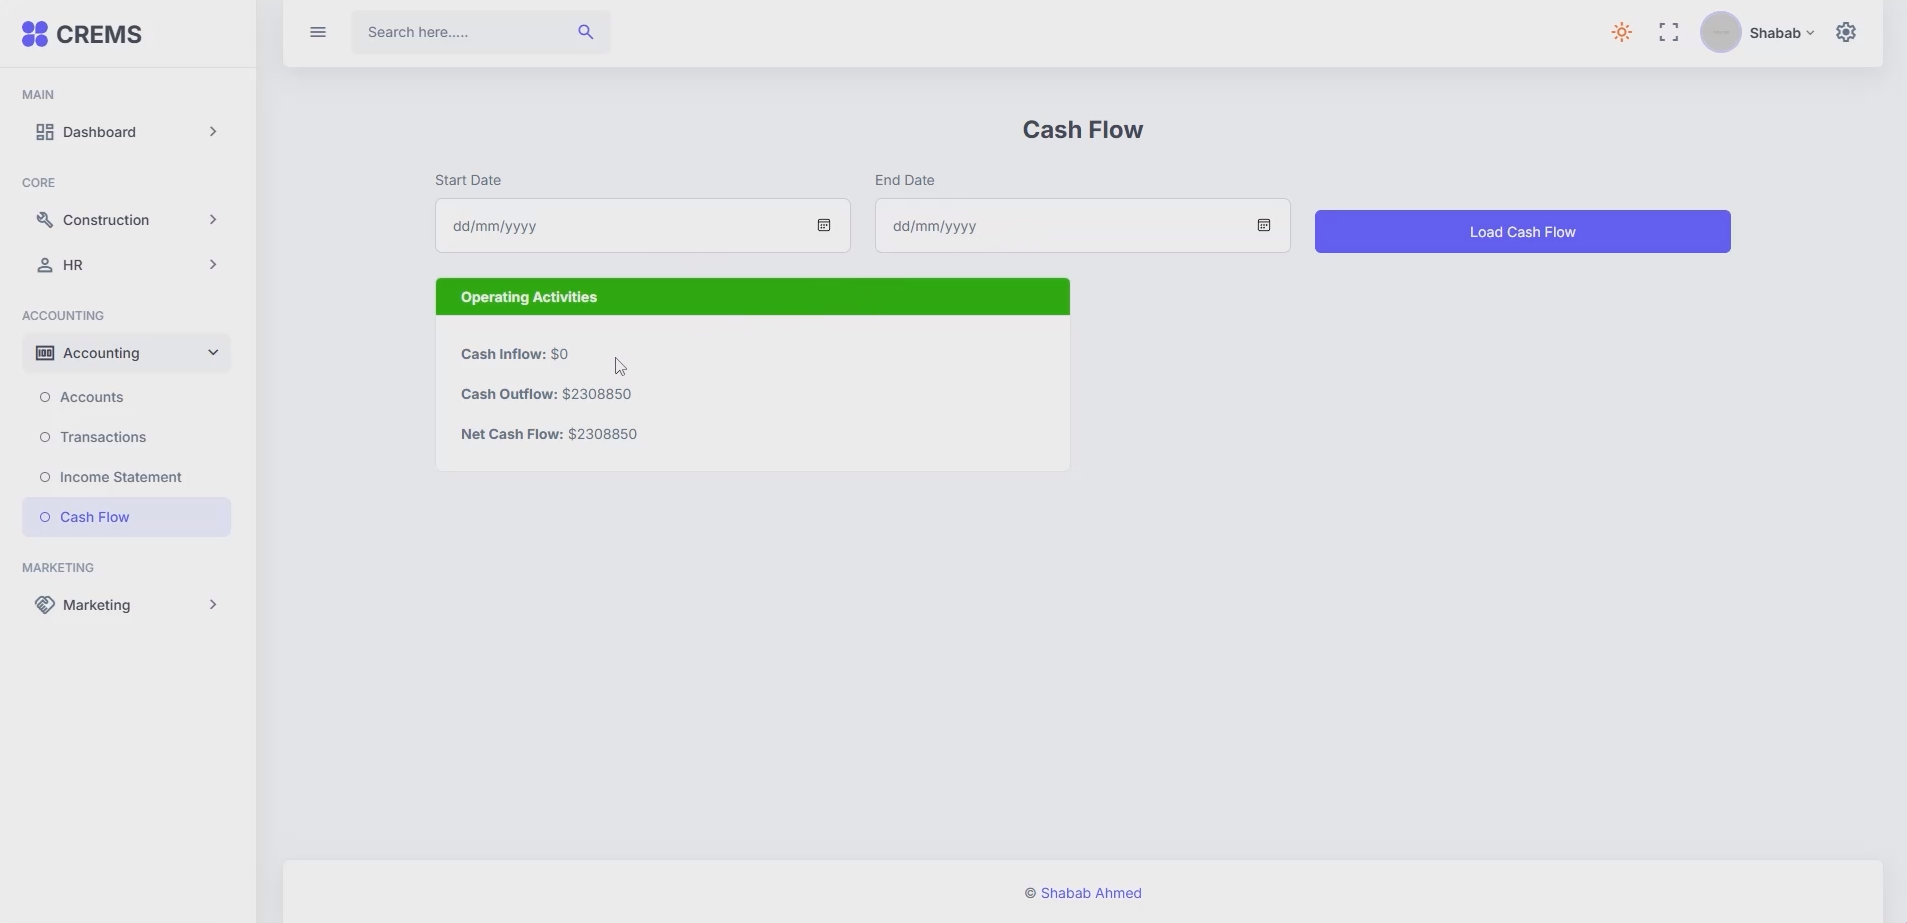 CREMS
Search here.....
Shabab
MAIN
Dashboard
CORE
Construction
HR
ACCOUNTING
Accounting
Accounts
Transactions
Income Statement
Cash Flow
MARKETING
Marketing
Cash Flow
Start Date
End Date
dd/mm/yyyy
dd/mm/yyyy
Load Cash Flow
Operating Activities
Cash Inflow: $0
Cash Outflow: $2308850
Net Cash Flow: $2308850
© Shabab Ahmed